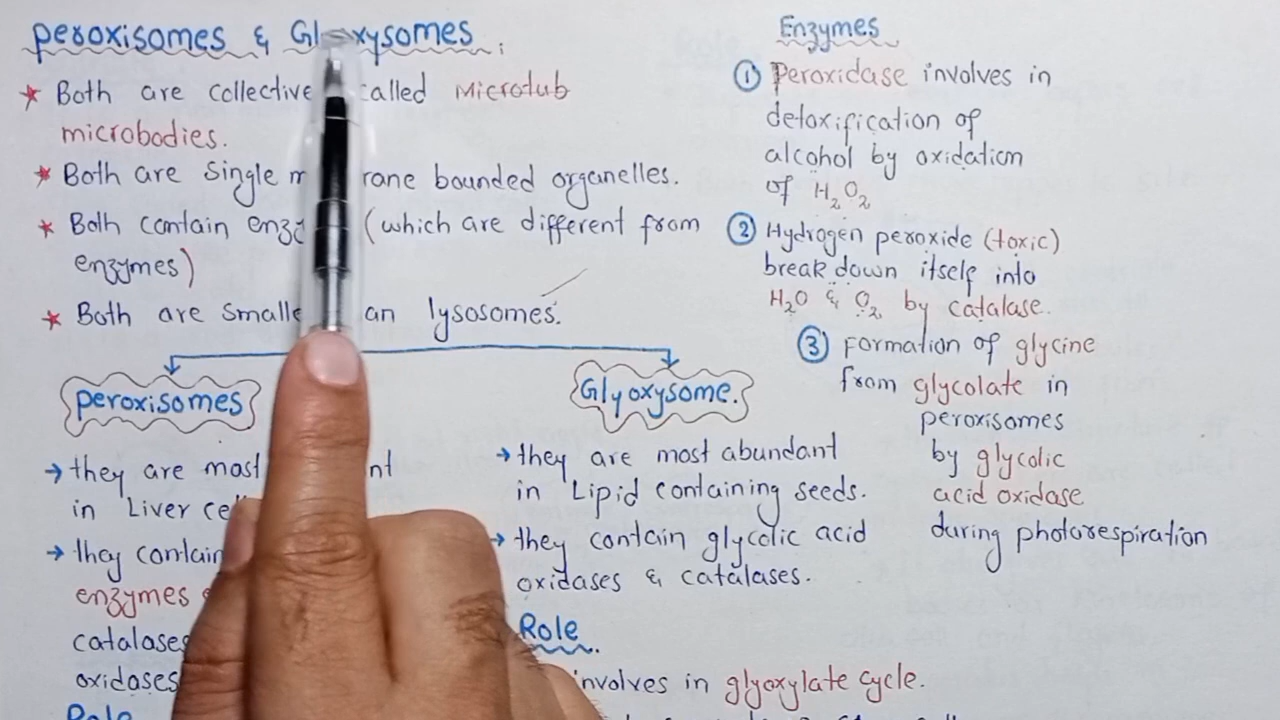 peroxisomes & Gl xysomes :
Both are collective called Microtub
microbodies.
Both are single m rane bounded organelles.
Both contain enz (which are different from
enzymes)
Both are smalle an lysosomes.
peroxisomes
Glyoxysome.
→ they are most nt
in Liver ce
→ they contain
enzymes
catalases
oxidases
Role
→ they are most abundant
in Lipid containing seeds.
→ they contain glycolic acid
oxidases & catalases.
Role
involves in glyoxylate cycle.
Enzymes
① Peroxidase involves in
detoxification of
alcohol by oxidation
of H₂O₂
② Hydrogen peroxide (toxic)
break down itself into
H₂O & O₂ by catalase.
③ Formation of glycine
from glycolate in
peroxisomes
by glycolic
acid oxidase
during photorespiration